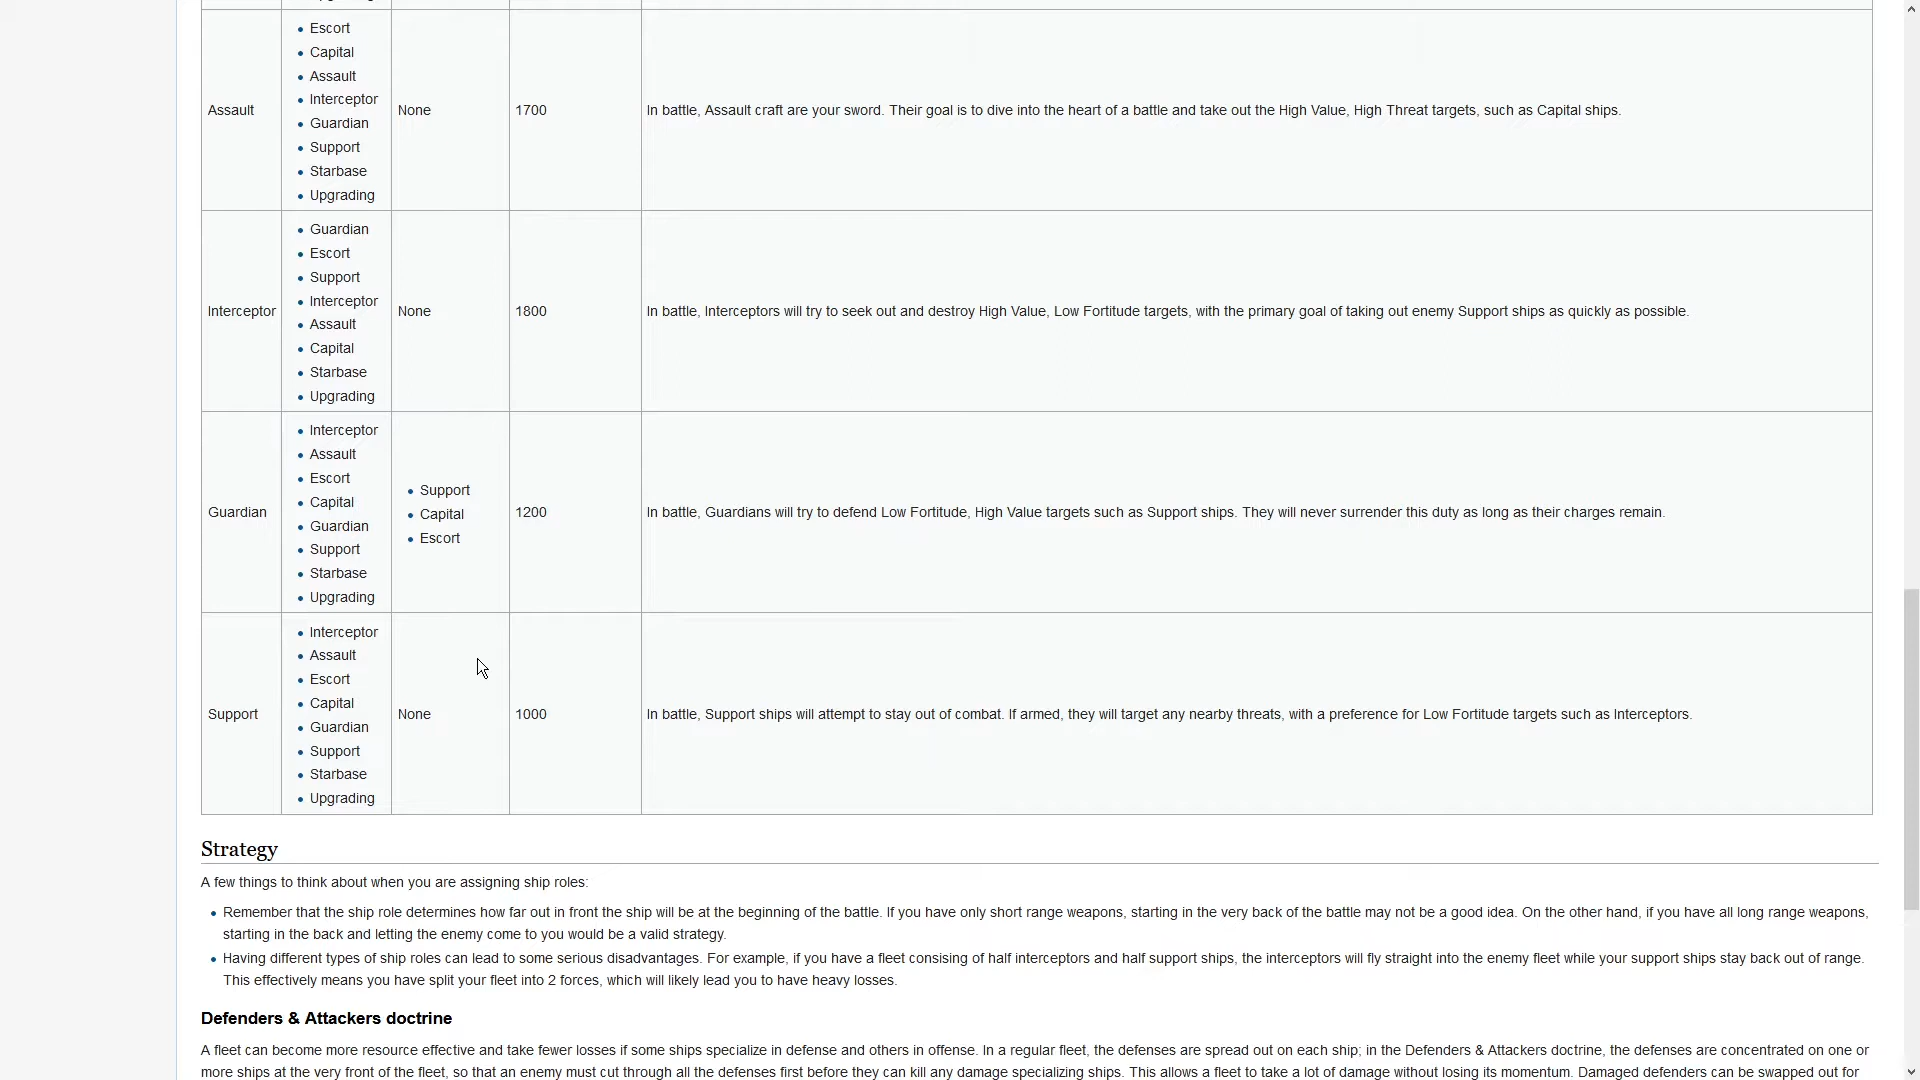 Escort
Capital
Assault
Interceptor
Guardian
Support
Starbase
Upgrading
Assault
None
1700
In battle, Assault craft are your sword. Their goal is to dive into the heart of a battle and take out the High Value, High Threat targets, such as Capital ships.
Guardian
Escort
Support
Interceptor
Assault
Capital
Starbase
Upgrading
Interceptor
None
1800
In battle, Interceptors will try to seek out and destroy High Value, Low Fortitude targets, with the primary goal of taking out enemy Support ships as quickly as possible.
Interceptor
Assault
Escort
Capital
Guardian
Support
Starbase
Upgrading
Guardian
Support
Capital
Escort
1200
In battle, Guardians will try to defend Low Fortitude, High Value targets such as Support ships. They will never surrender this duty as long as their charges remain.
Interceptor
Assault
Escort
Capital
Guardian
Support
Starbase
Upgrading
Support
None
1000
In battle, Support ships will attempt to stay out of combat. If armed, they will target any nearby threats, with a preference for Low Fortitude targets such as Interceptors.
Strategy
A few things to think about when you are assigning ship roles:
Remember that the ship role determines how far out in front the ship will be at the beginning of the battle. If you have only short range weapons, starting in the very back of the battle may not be a good idea. On the other hand, if you have all long range weapons,
starting in the back and letting the enemy come to you would be a valid strategy.
Having different types of ship roles can lead to some serious disadvantages. For example, if you have a fleet consising of half interceptors and half support ships, the interceptors will fly straight into the enemy fleet while your support ships stay back out of range.
This effectively means you have split your fleet into 2 forces, which will likely lead you to have heavy losses.
Defenders & Attackers doctrine
A fleet can become more resource effective and take fewer losses if some ships specialize in defense and others in offense. In a regular fleet, the defenses are spread out on each ship; in the Defenders & Attackers doctrine, the defenses are concentrated on one or
more ships at the very front of the fleet, so that an enemy must cut through all the defenses first before they can kill any damage specializing ships. This allows a fleet to take a lot of damage without losing its momentum. Damaged defenders can be swapped out for